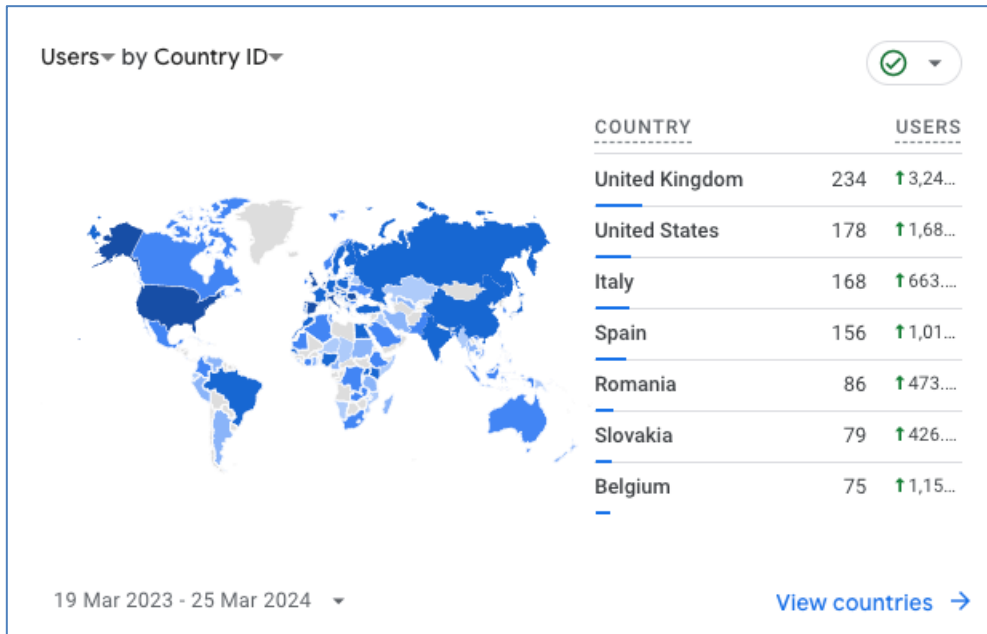 Users by Country ID
COUNTRY USERS
United Kingdom 234 ↑3,24...
United States 178 ↑1,68...
Italy 168 ↑663....
Spain 156 ↑1,01...
Romania 86 ↑473....
Slovakia 79 ↑426....
Belgium 75 ↑1,15...
19 Mar 2023 - 25 Mar 2024
View countries →